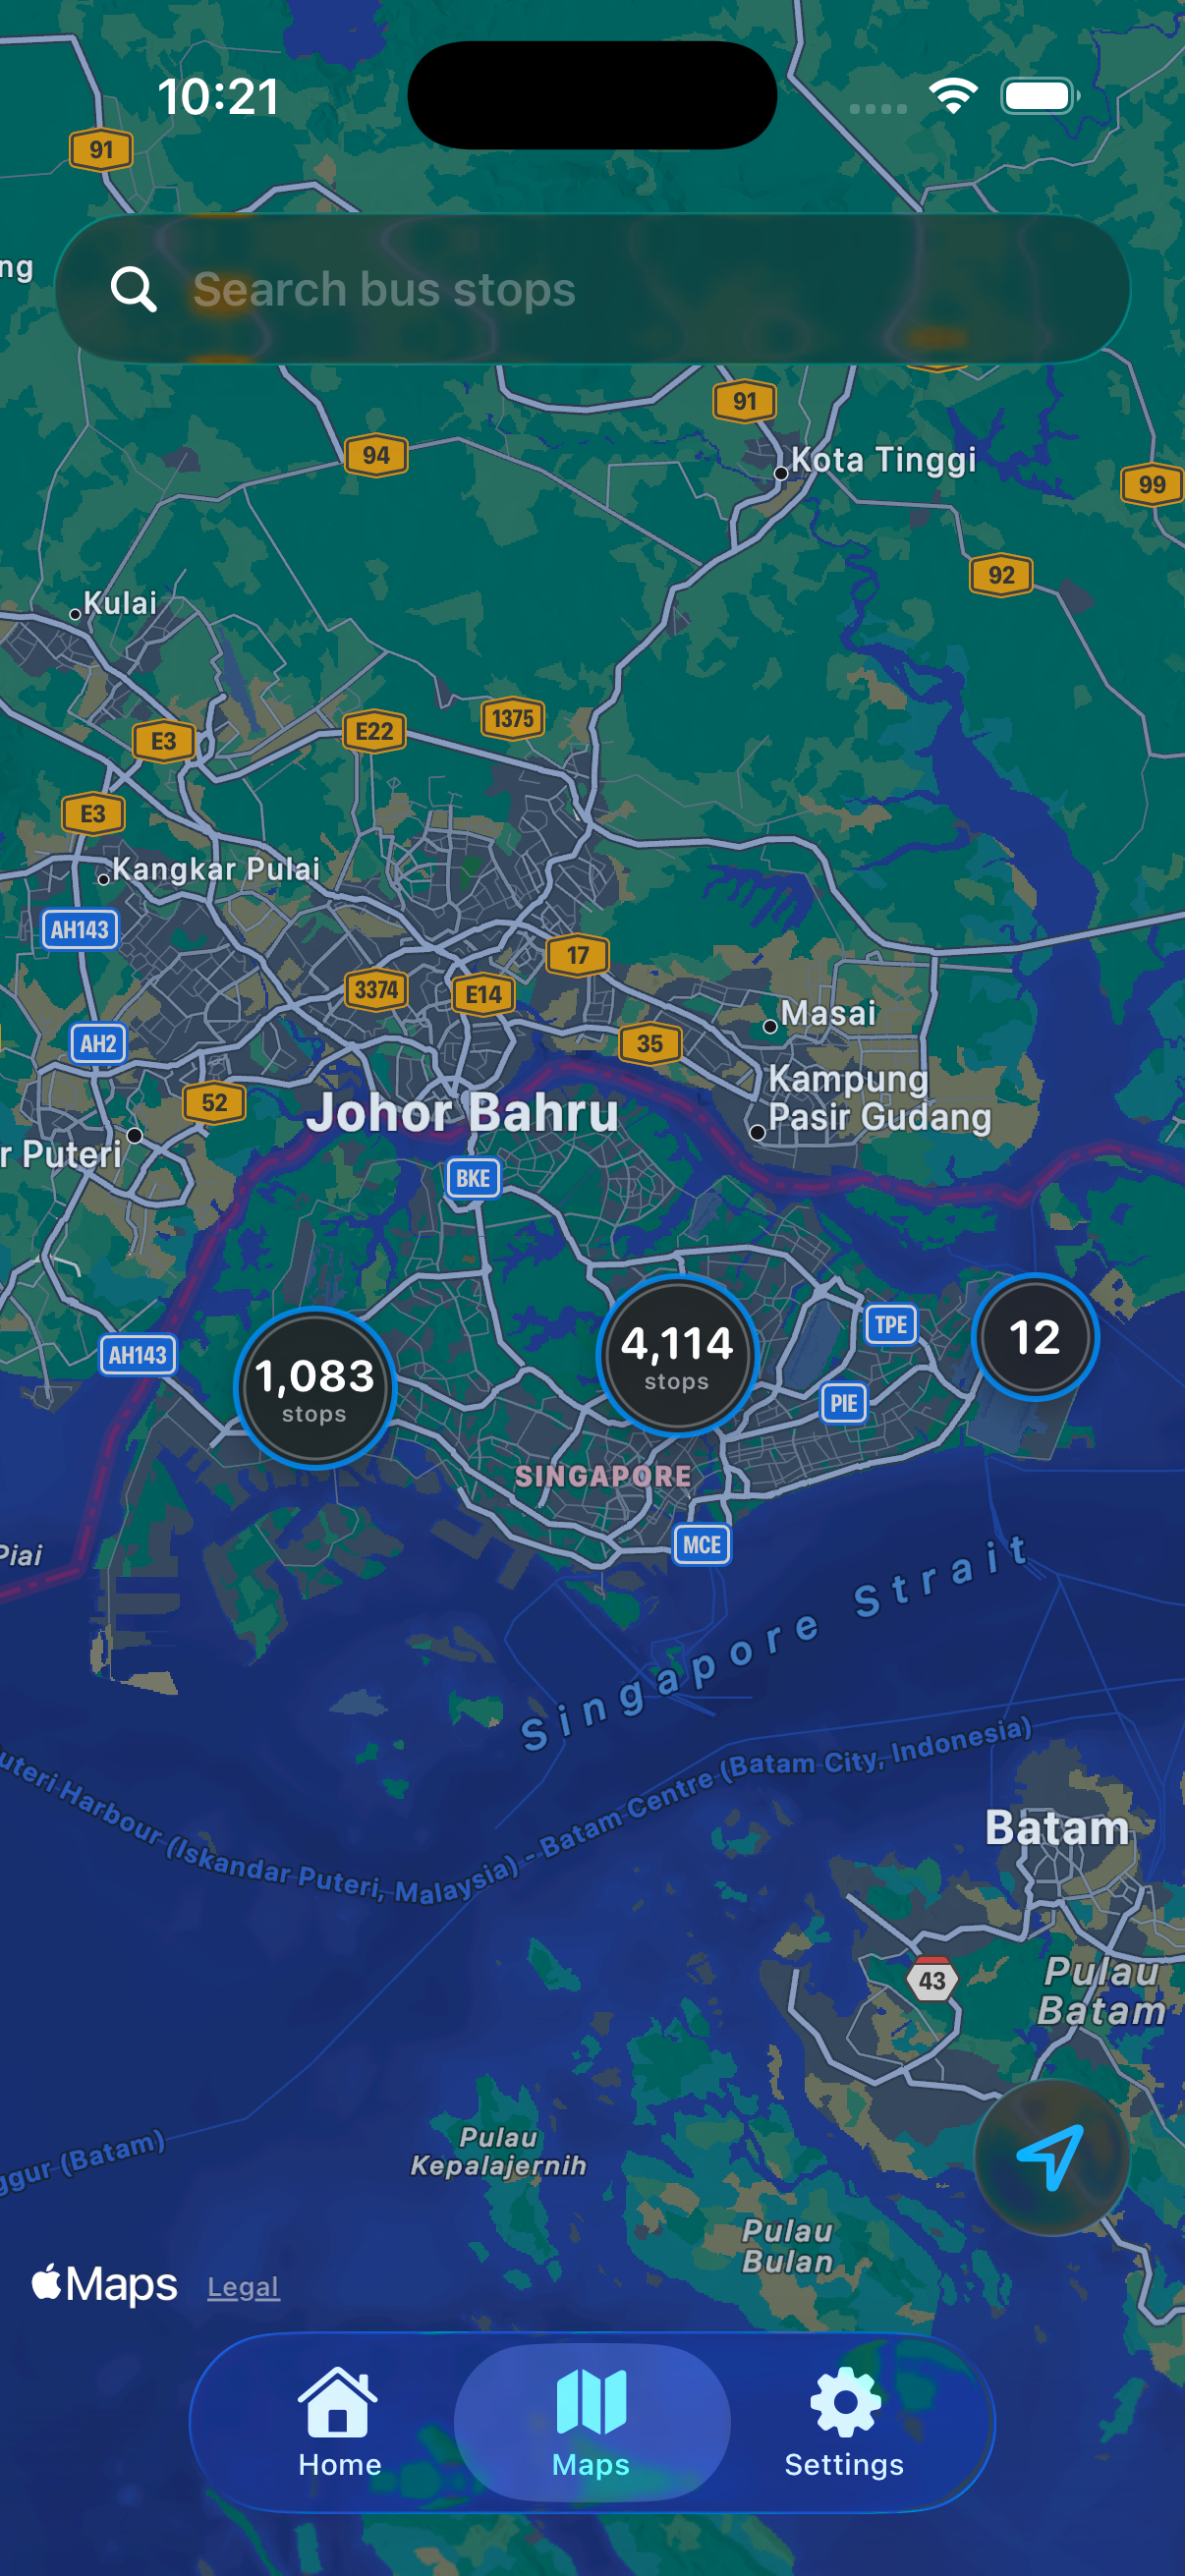 10:21
91
ng
Search bus stops
91
94
Kota Tinggi
99
92
Kulai
1375
E22
E3
E3
Kangkar Pulai
AH143
17
3374
E14
Masai
AH2
35
Kampung
Pasir Gudang
52
Johor Bahru
r Puteri
BKE
TPE
12
4,114
stops
AH143
1,083
stops
PIE
SINGAPORE
MCE
Piai
Singapore Strait
uteri Harbour (Iskandar Puteri, Malaysia) - Batam Centre (Batam City, Indonesia)
Batam
43
Pulau
Batam
Pulau
Kepalajernih
ggur (Batam)
Pulau
Bulan
Maps
Legal
Home
Maps
Settings